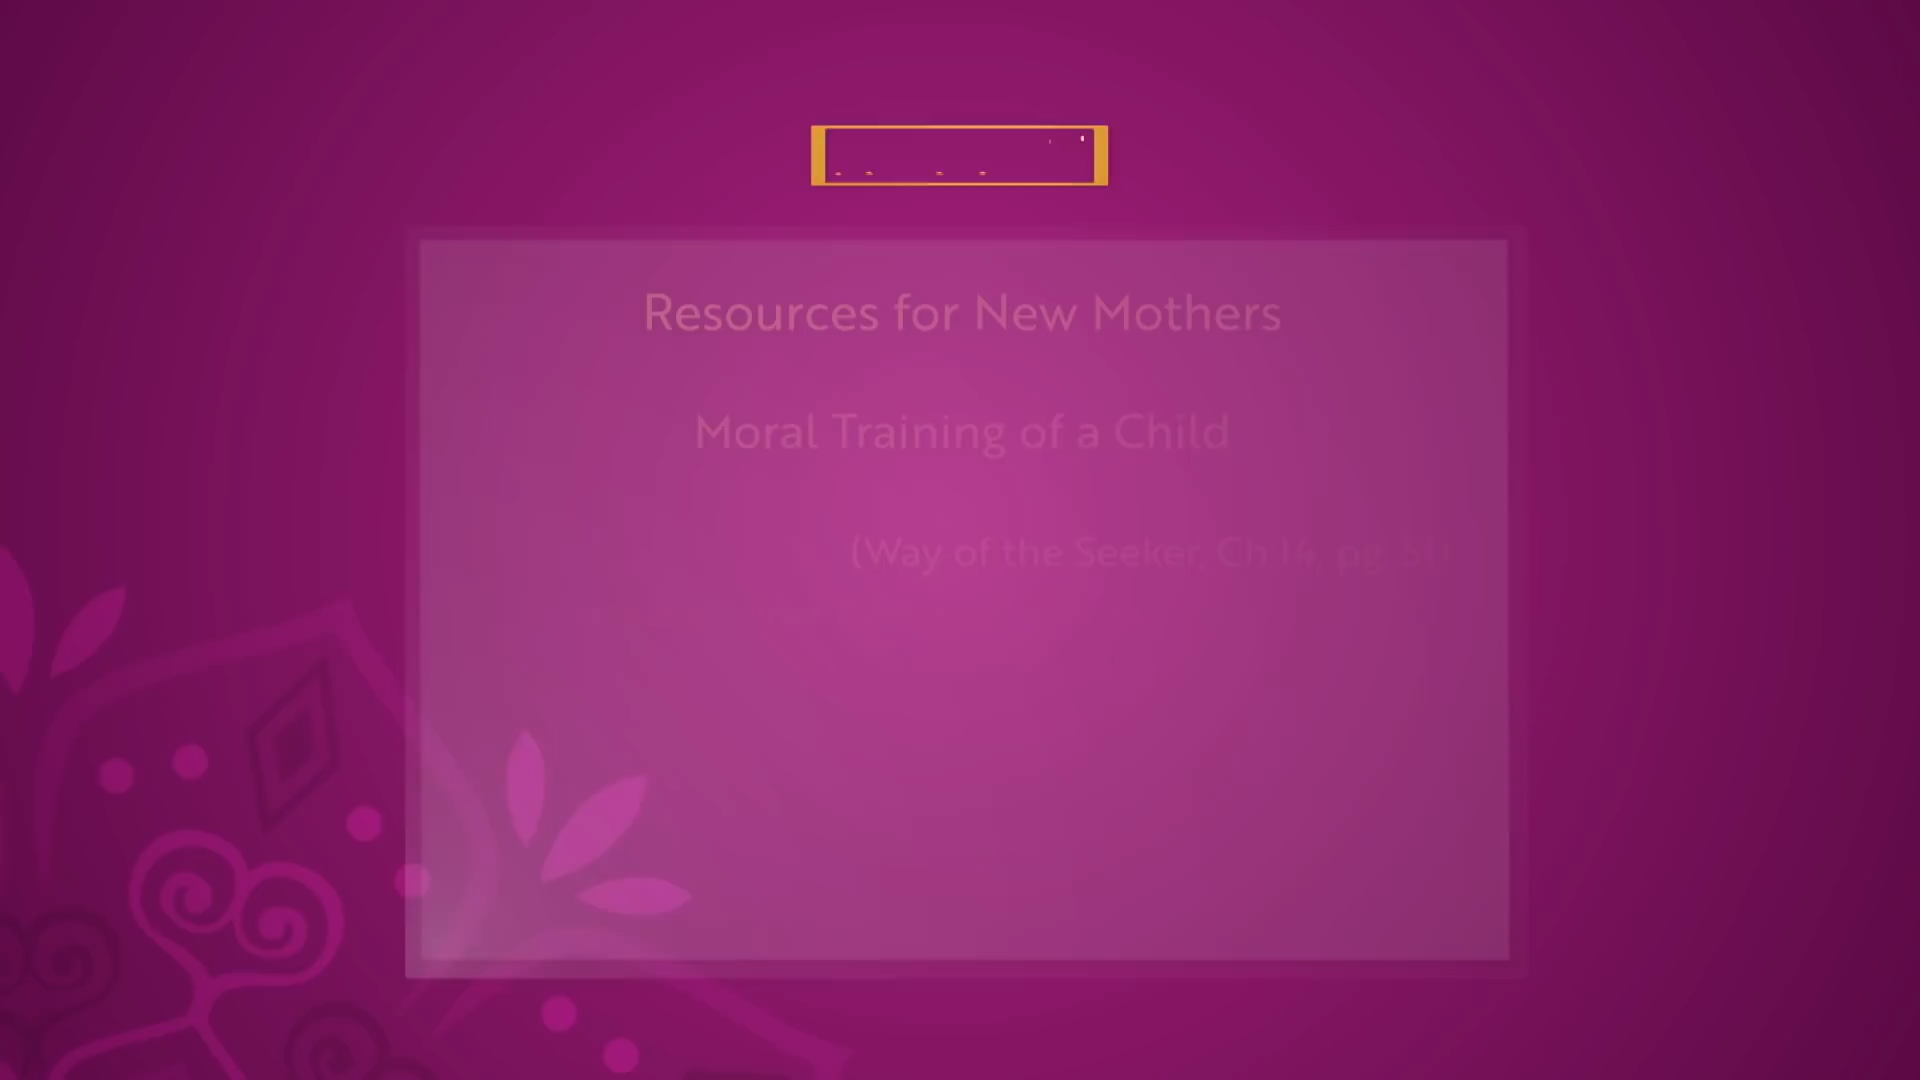 Resources for New Mothers
Moral Training of a Child
(Way of the Seeker, Ch 14, pg. 51)